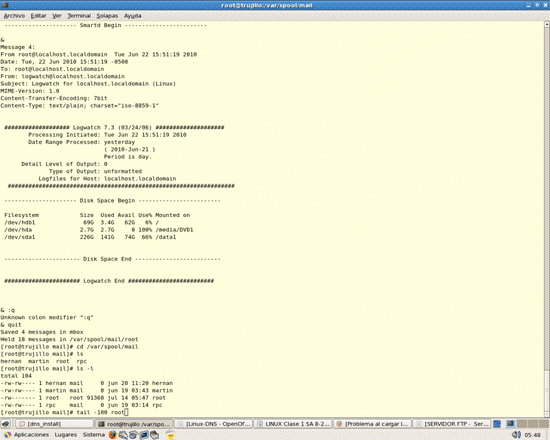 root@trujillo:/var/spool/mail
Archivo Editar Ver Terminal Solapas Ayuda
--------------------- Smartd Begin ------------------------
&
Message 4:
From root@localhost.localdomain  Tue Jun 22 15:51:19 2010
Date: Tue, 22 Jun 2010 15:51:19 -0500
To: root@localhost.localdomain
From: logwatch@localhost.localdomain
Subject: Logwatch for localhost.localdomain (Linux)
MIME-Version: 1.0
Content-Transfer-Encoding: 7bit
Content-Type: text/plain; charset="iso-8859-1"
################### Logwatch 7.3 (03/24/06) ####################
Processing Initiated: Tue Jun 22 15:51:19 2010
Date Range Processed: yesterday
( 2010-Jun-21 )
Period is day.
Detail Level of Output: 0
Type of Output: unformatted
Logfiles for Host: localhost.localdomain
##################################################################
--------------------- Disk Space Begin ------------------------
Filesystem Size Used Avail Use% Mounted on
/dev/hdb1 69G 3.4G 62G 6% /
/dev/hda 2.7G 2.7G 0 100% /media/DVD1
/dev/sda1 226G 141G 74G 66% /data1
---------------------- Disk Space End -------------------------
###################### Logwatch End #########################
& :q
Unknown colon modifier ":q"
& quit
Saved 4 messages in mbox
Held 18 messages in /var/spool/mail/root
[root@trujillo mail]# cd /var/spool/mail
[root@trujillo mail]# ls
hernan martin root rpc
[root@trujillo mail]# ls -l
total 104
-rw-rw---- 1 hernan mail 0 jun 20 11:20 hernan
-rw-rw---- 1 martin mail 0 jun 19 03:43 martin
-rw------- 1 root root 91360 jul 14 05:47 root
-rw-rw---- 1 rpc mail 0 jun 19 03:14 rpc
[root@trujillo mail]# tail -100 root
[dns_install]
root@trujillo:/var/spool/mail
[Linux-DNS - OpenOf...
LINUX Clase 1 SA 8-2...
[Problema al cargar l...
[SERVIDOR FTP - Ser...
Aplicaciones Lugares Sistema
05:48